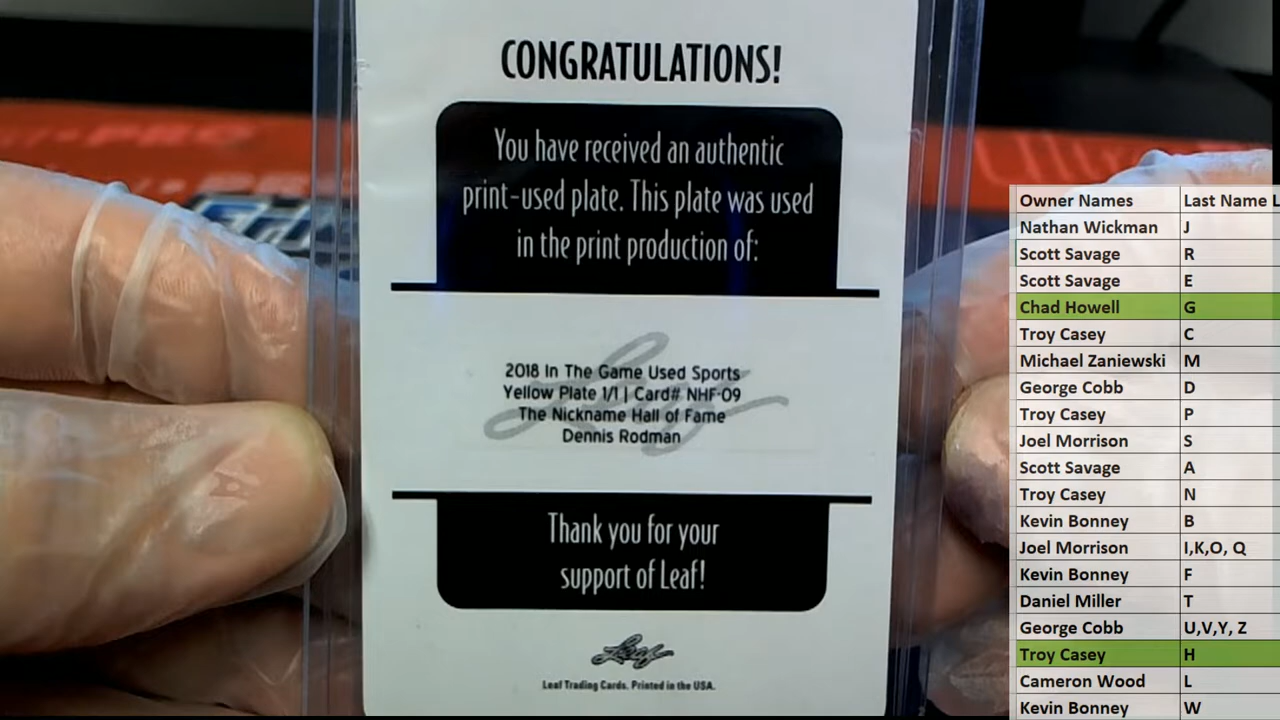 CONGRATULATIONS!
You have received an authentic
print-used plate. This plate was used
in the print production of:
2018 In The Game Used Sports
Yellow Plate 1/1 | Card# NHF-09
The Nickname Hall of Fame
Dennis Rodman
Thank you for your
support of Leaf!
Leaf
Leaf Trading Cards. Printed in the USA.
Owner Names Last Name L
Nathan Wickman J
Scott Savage R
Scott Savage E
Chad Howell G
Troy Casey C
Michael Zaniewski M
George Cobb D
Troy Casey P
Joel Morrison S
Scott Savage A
Troy Casey N
Kevin Bonney B
Joel Morrison I,K,O, Q
Kevin Bonney F
Daniel Miller T
George Cobb U,V,Y, Z
Troy Casey H
Cameron Wood L
Kevin Bonney W